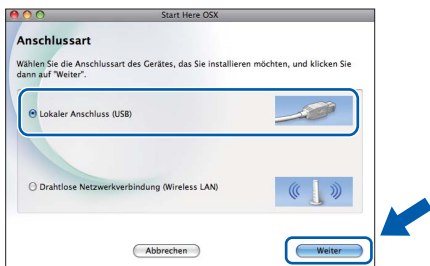 Start Here OSX
Anschlussart
Wählen Sie die Anschlussart des Gerätes, das Sie installieren möchten, und klicken Sie
dann auf "Weiter".
Lokaler Anschluss (USB)
Drahtlose Netzwerkverbindung (Wireless LAN)
Abbrechen
Weiter